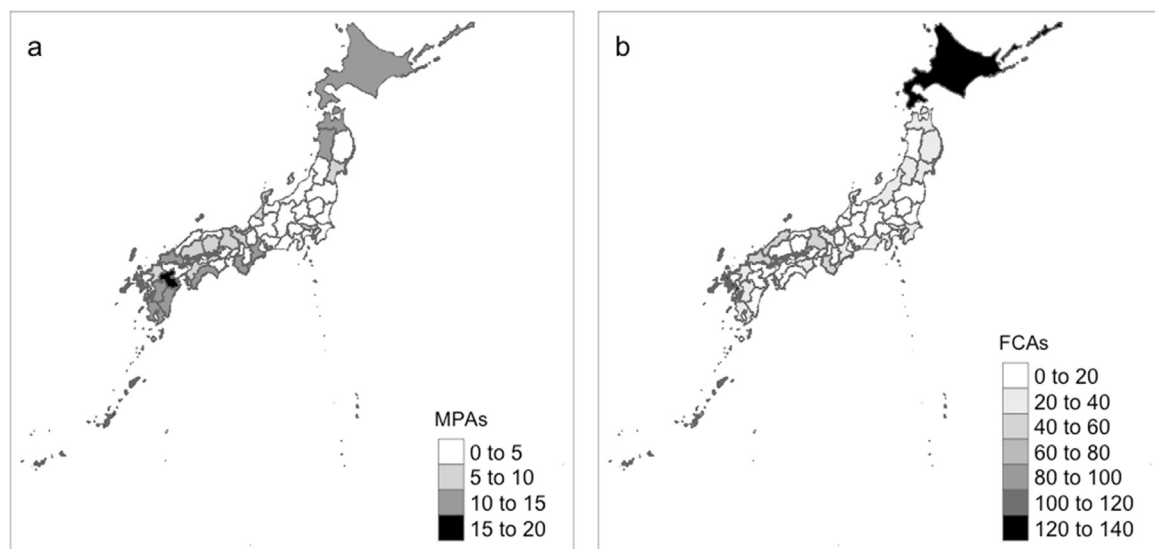 a
MPAs
0 to 5
5 to 10
10 to 15
15 to 20
b
FCAs
0 to 20
20 to 40
40 to 60
60 to 80
80 to 100
100 to 120
120 to 140